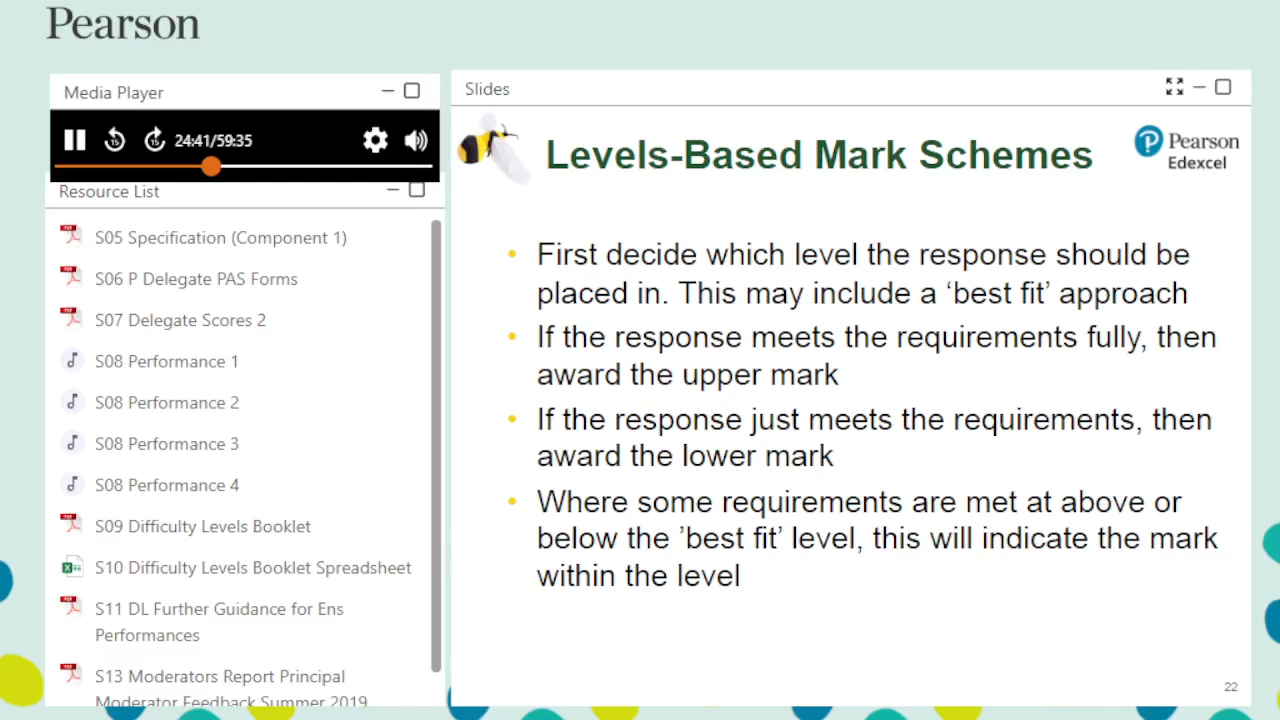 Pearson
Media Player
15
15
24:41/59:35
Resource List
S05 Specification (Component 1)
S06 P Delegate PAS Forms
S07 Delegate Scores 2
S08 Performance 1
S08 Performance 2
S08 Performance 3
S08 Performance 4
S09 Difficulty Levels Booklet
S10 Difficulty Levels Booklet Spreadsheet
S11 DL Further Guidance for Ens
Performances
S13 Moderators Report Principal
Moderator Feedback Summer 2019
Slides
Levels-Based Mark Schemes
Pearson
Edexcel
• First decide which level the response should be
placed in. This may include a ‘best fit’ approach
• If the response meets the requirements fully, then
award the upper mark
• If the response just meets the requirements, then
award the lower mark
• Where some requirements are met at above or
below the ’best fit’ level, this will indicate the mark
within the level
22